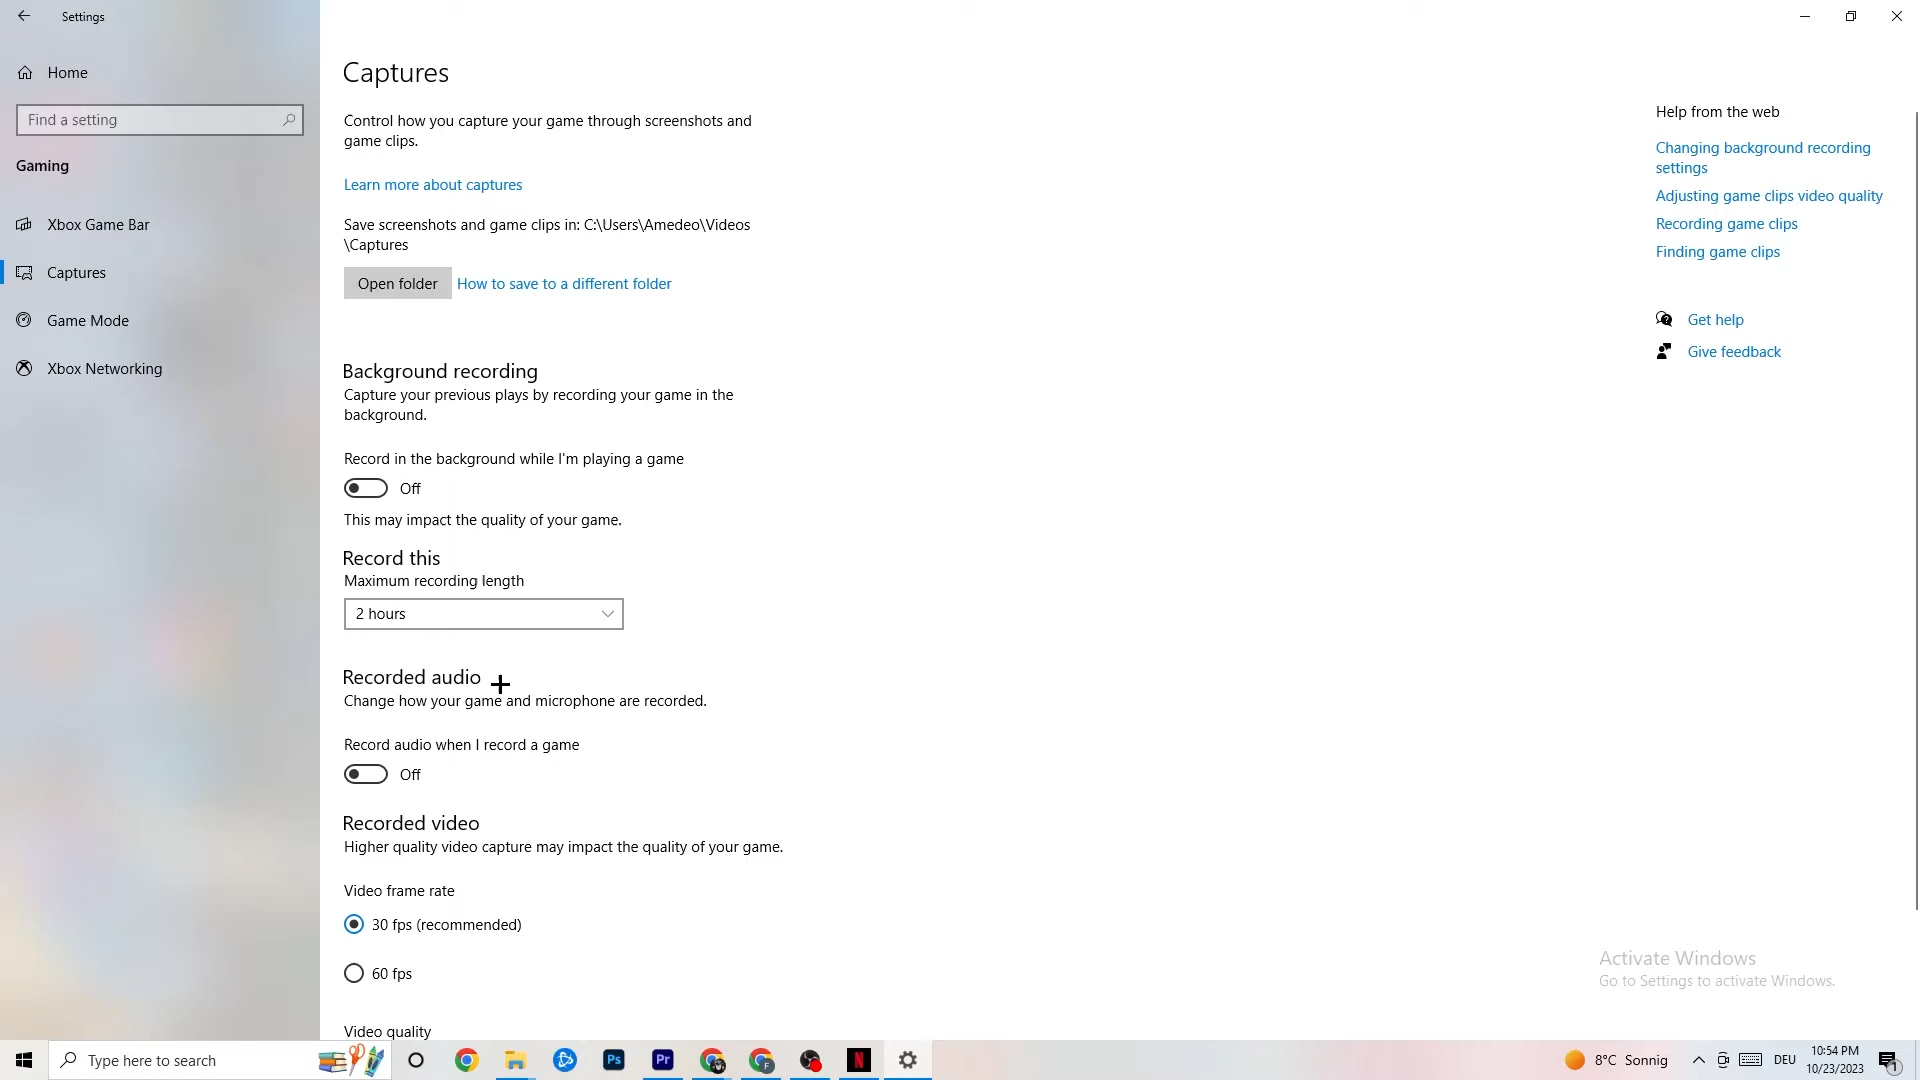 Settings
Home
Find a setting
Gaming
Xbox Game Bar
Captures
Game Mode
Xbox Networking
Captures
Control how you capture your game through screenshots and
game clips.
Learn more about captures
Save screenshots and game clips in: C:\Users\Amedeo\Videos
\Captures
Open folder
How to save to a different folder
Background recording
Capture your previous plays by recording your game in the
background.
Record in the background while I'm playing a game
Off
This may impact the quality of your game.
Record this
Maximum recording length
2 hours
Recorded audio
Change how your game and microphone are recorded.
Record audio when I record a game
Off
Recorded video
Higher quality video capture may impact the quality of your game.
Video frame rate
30 fps (recommended)
60 fps
Video quality
Help from the web
Changing background recording
settings
Adjusting game clips video quality
Recording game clips
Finding game clips
Get help
Give feedback
Activate Windows
Go to Settings to activate Windows.
Type here to search
Ps
Pr
F
N
8°C Sonnig
DEU
10:54 PM
10/23/2023
1